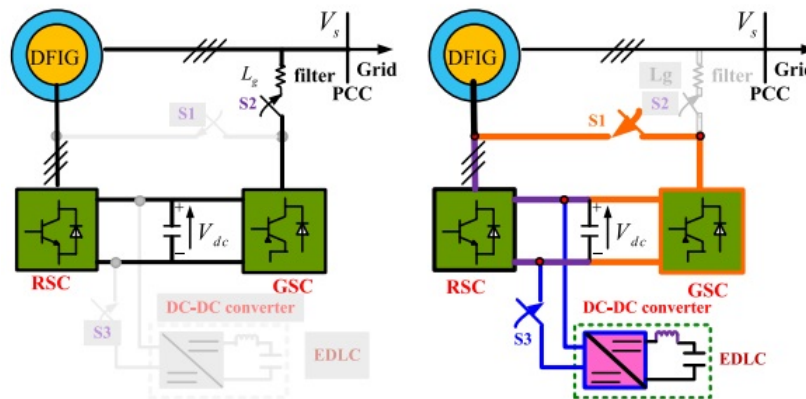 V_s
DFIG
L_g
filter
Grid
S2
PCC
S1
+
V_dc
−
RSC
GSC
DC-DC converter
S3
EDLC
V_s
DFIG
Lg
filter
Grid
S2
PCC
S1
+
V_dc
−
RSC
GSC
DC-DC converter
S3
EDLC